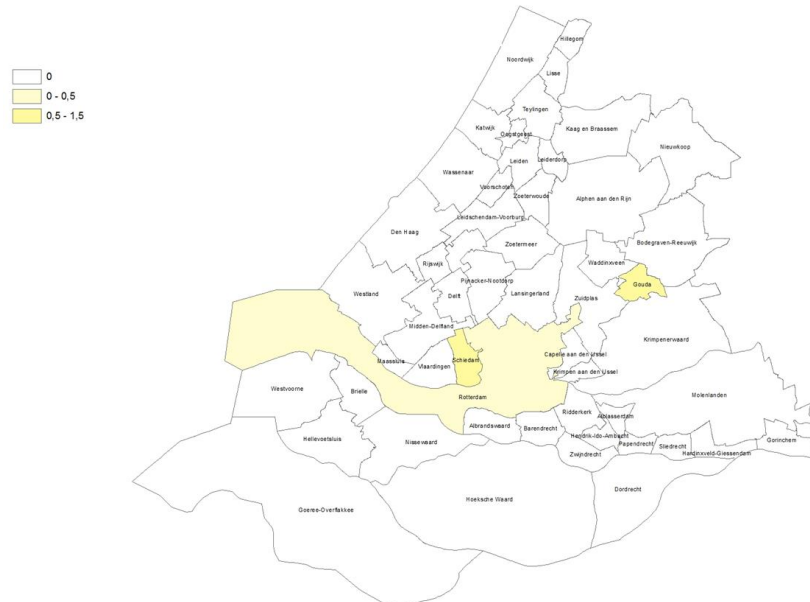 0
0 - 0,5
0,5 - 1,5
Hillegom
Noordwijk
Lisse
Teylingen
Katwijk
Oegstgeest
Kaag en Braassem
Nieuwkoop
Leiden
Leiderdorp
Wassenaar
Voorschoten
Zoeterwoude
Alphen aan den Rijn
Leidschendam-Voorburg
Den Haag
Zoetermeer
Bodegraven-Reeuwijk
Rijswijk
Waddinxveen
Pijnacker-Nootdorp
Gouda
Westland
Delft
Lansingerland
Zuidplas
Midden-Delfland
Krimpenerwaard
Maassluis
Vlaardingen
Schiedam
Capelle aan den IJssel
Krimpen aan den IJssel
Westvoorne
Brielle
Rotterdam
Molenlanden
Ridderkerk
Alblasserdam
Albrandswaard
Barendrecht
Hendrik-Ido-Ambacht
Hellevoetsluis
Nissewaard
Papendrecht
Sliedrecht
Gorinchem
Hardinxveld-Giessendam
Zwijndrecht
Dordrecht
Hoeksche Waard
Goeree-Overflakkee